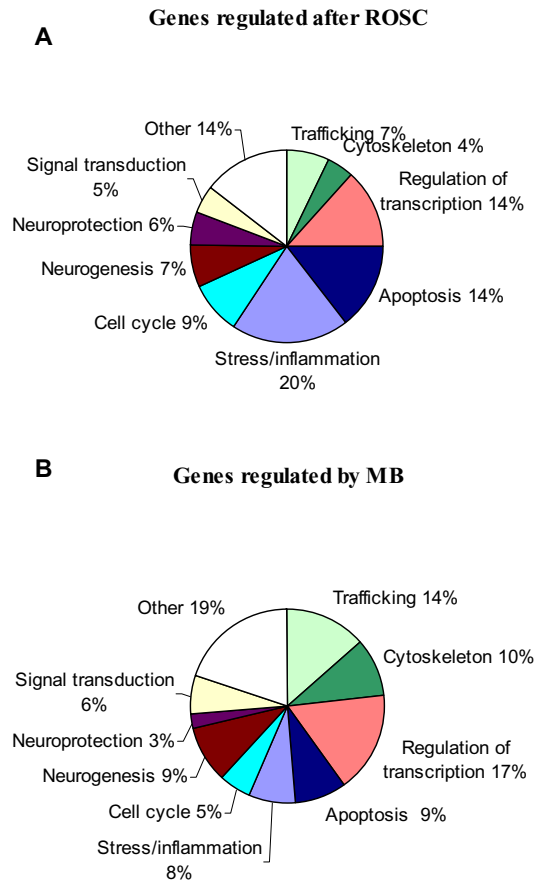 Genes regulated after ROSC
A
Other 14%
Trafficking 7%
Cytoskeleton 4%
Signal transduction
5%
Regulation of
transcription 14%
Neuroprotection 6%
Neurogenesis 7%
Apoptosis 14%
Cell cycle 9%
Stress/inflammation
20%
B
Genes regulated by MB
Trafficking 14%
Other 19%
Cytoskeleton 10%
Signal transduction
6%
Neuroprotection 3%
Regulation of
transcription 17%
Neurogenesis 9%
Cell cycle 5%
Apoptosis 9%
Stress/inflammation
8%